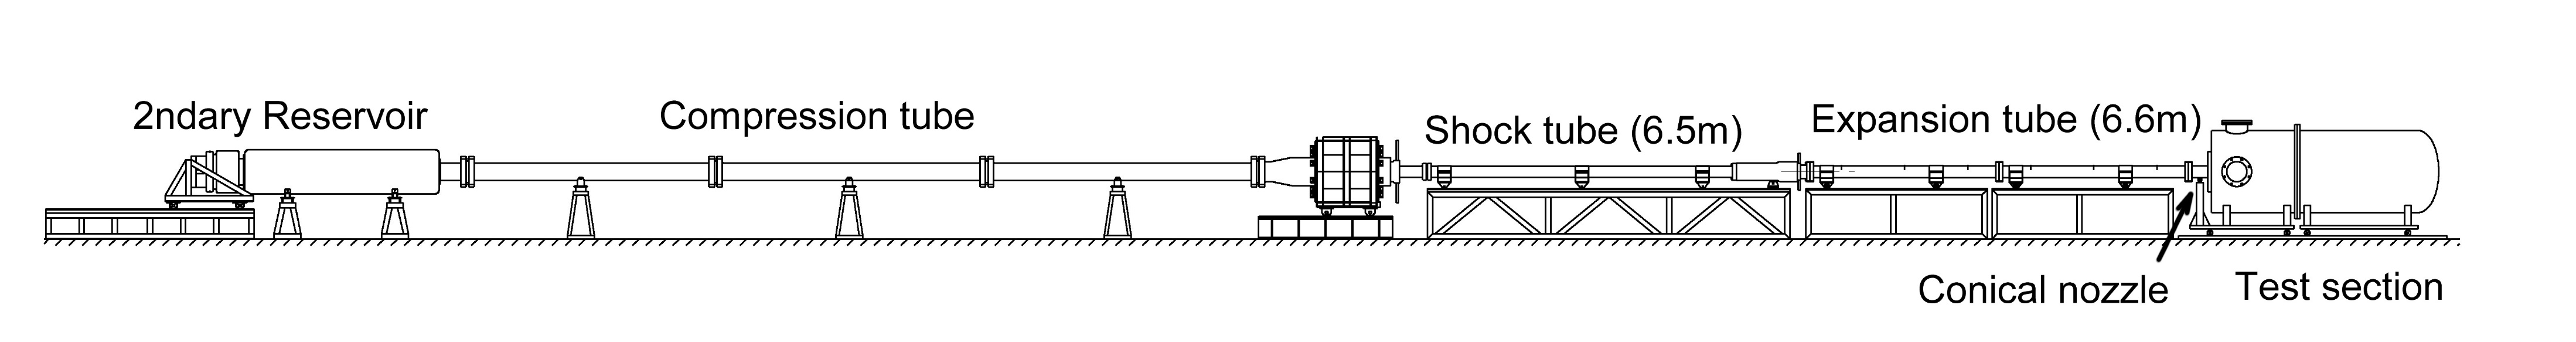 2ndary Reservoir
Compression tube
Shock tube (6.5m)
Expansion tube (6.6m)
Conical nozzle
Test section